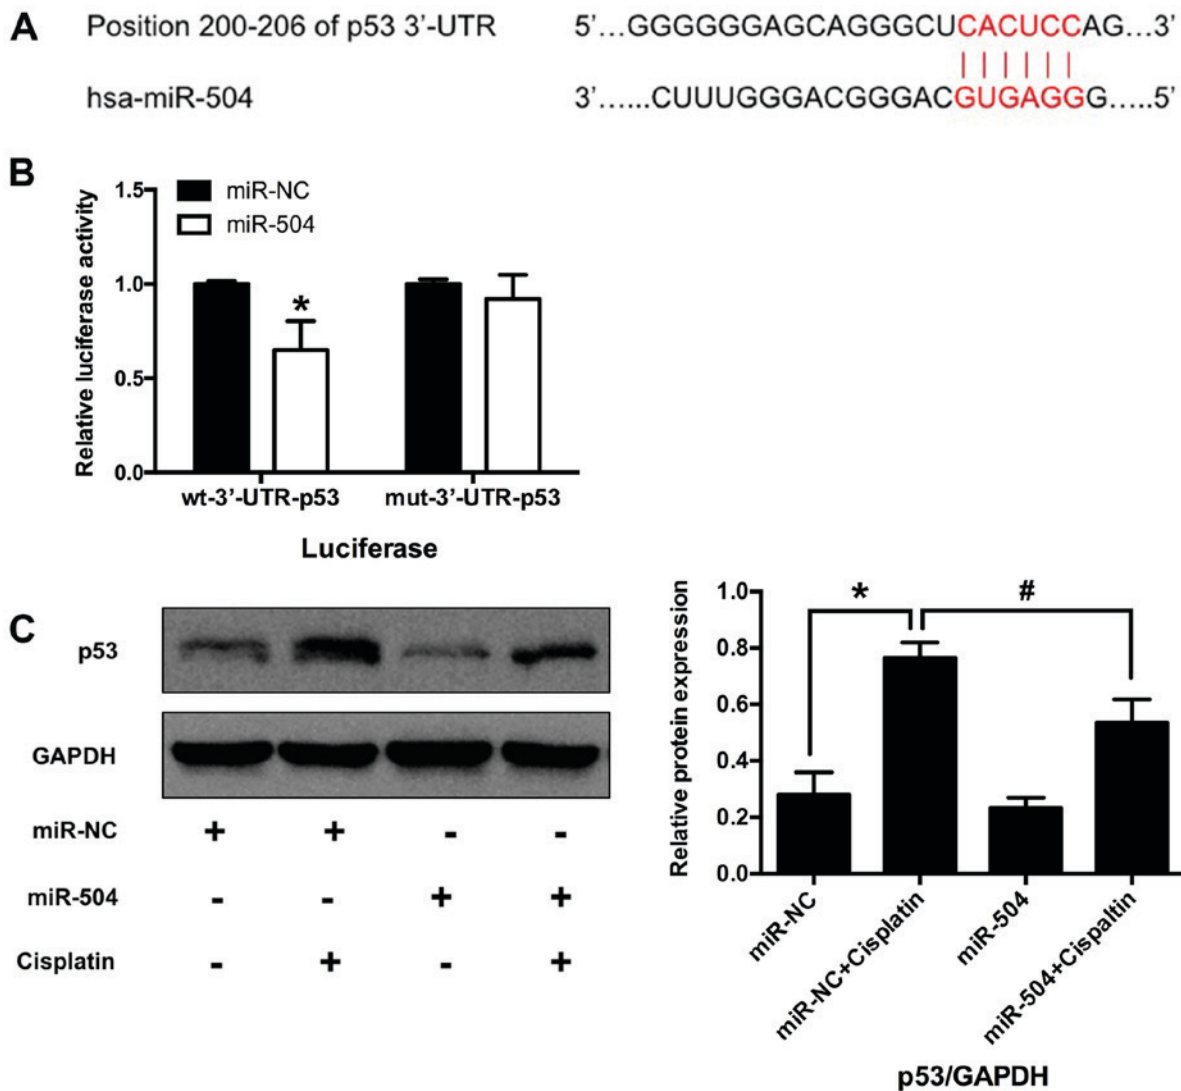 A
Position 200-206 of p53 3'-UTR 5'...GGGGGGAGCAGGGCUCACUCCAG...3'
hsa-miR-504 3'......CUUUGGGACGGGACGUGAGGG.....5'
B
Relative luciferase activity
1.5
1.0
0.5
0.0
miR-NC
miR-504
*
wt-3'-UTR-p53 mut-3'-UTR-p53
Luciferase
C
p53
GAPDH
miR-NC + + - -
miR-504 - - + +
Cisplatin - + - +
Relative protein expression
1.0
0.8
0.6
0.4
0.2
0.0
* #
miR-NC
miR-NC+Cisplatin
miR-504
miR-504+Cispaltin
p53/GAPDH